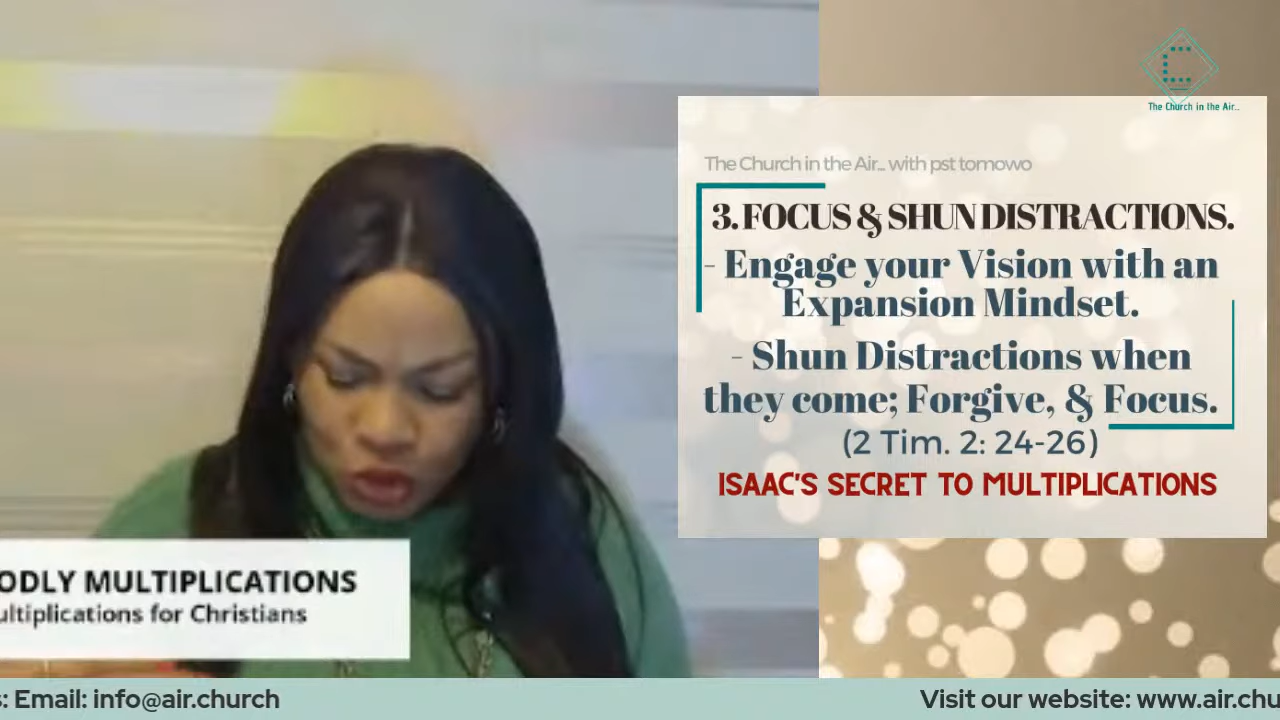 The Church in the Air...
The Church in the Air... with pst tomowo
3. FOCUS & SHUN DISTRACTIONS.
- Engage your Vision with an
Expansion Mindset.
- Shun Distractions when
they come; Forgive, & Focus.
(2 Tim. 2: 24-26)
ISAAC'S SECRET TO MULTIPLICATIONS
ODLY MULTIPLICATIONS
ultiplications for Christians
s: Email: info@air.church
Visit our website: www.air.chu